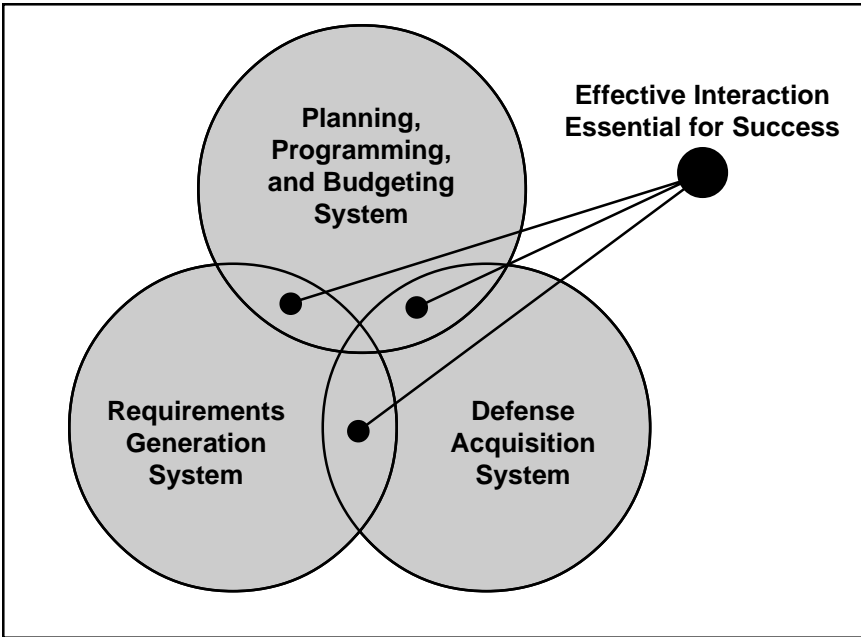 Planning,
Programming,
and Budgeting
System
Effective Interaction
Essential for Success
Requirements
Generation
System
Defense
Acquisition
System